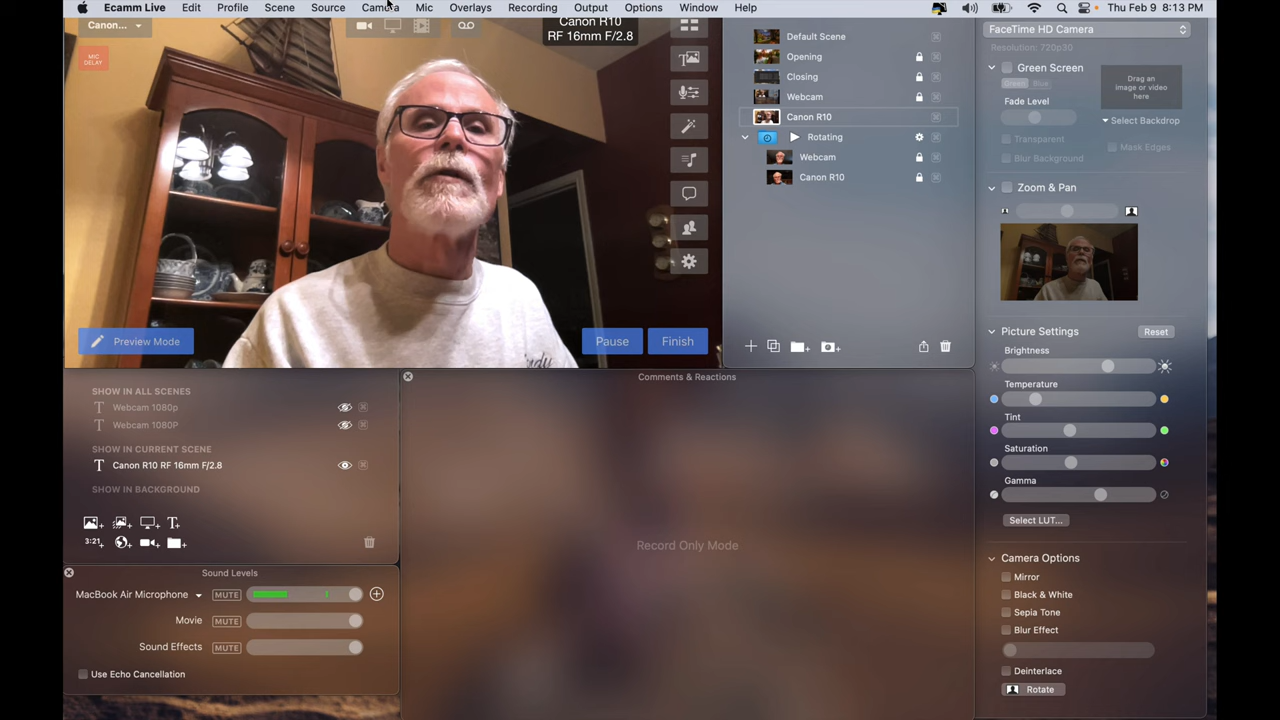 Ecamm Live Edit Profile Scene Source Camera Mic Overlays Recording Output Options Window Help Thu Feb 9 8:13 PM
Canon...
Canon R10
RF 16mm F/2.8
MIC
DELAY
Preview Mode
Pause
Finish
Default Scene
Opening
Closing
Webcam
Canon R10
Rotating
Webcam
Canon R10
FaceTime HD Camera
Resolution: 720p30
Green Screen
Green Blue
Fade Level
Transparent
Blur Background
Drag an
image or video
here
Select Backdrop
Mask Edges
Zoom & Pan
Picture Settings
Reset
Brightness
Temperature
Tint
Saturation
Gamma
Select LUT...
Camera Options
Mirror
Black & White
Sepia Tone
Blur Effect
Deinterlace
Rotate
SHOW IN ALL SCENES
T Webcam 1080p
T Webcam 1080P
SHOW IN CURRENT SCENE
T Canon R10 RF 16mm F/2.8
SHOW IN BACKGROUND
T+
3:21+
Sound Levels
MacBook Air Microphone MUTE
Movie MUTE
Sound Effects MUTE
Use Echo Cancellation
Comments & Reactions
Record Only Mode